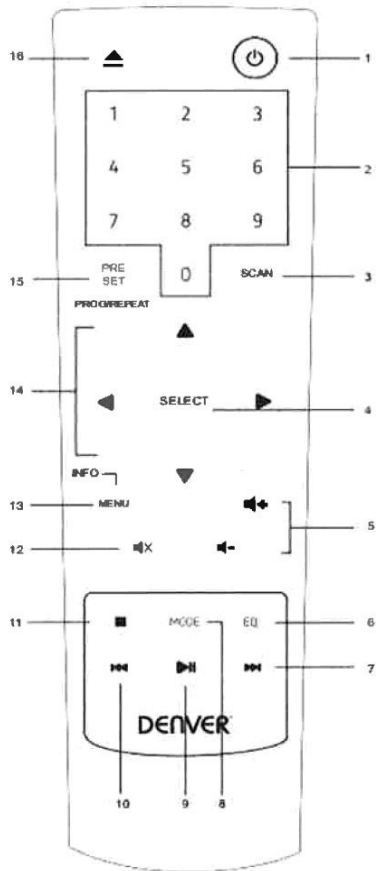 16 1
1 2 3
4 5 6 2
7 8 9
15 PRE SET 0 SCAN 3
PROG/REPEAT
14
SELECT 4
INFO
13 MENU
5
12
11 MODE EQ 6
7
DENVER
10 9 8